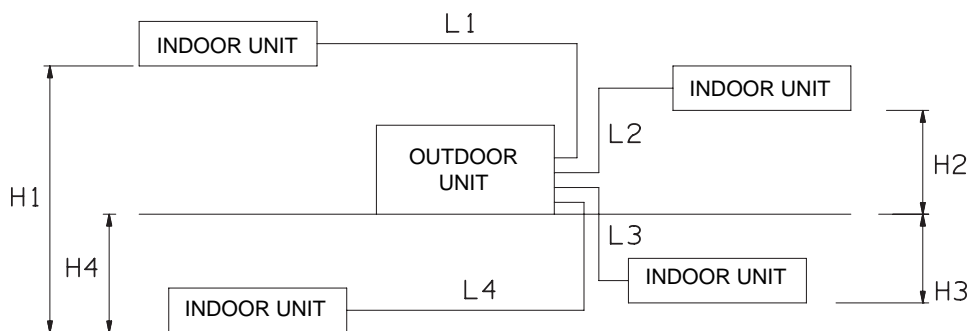 L1
INDOOR UNIT
INDOOR UNIT
L2
OUTDOOR
UNIT
H2
H1
L3
H4
INDOOR UNIT
L4
H3
INDOOR UNIT